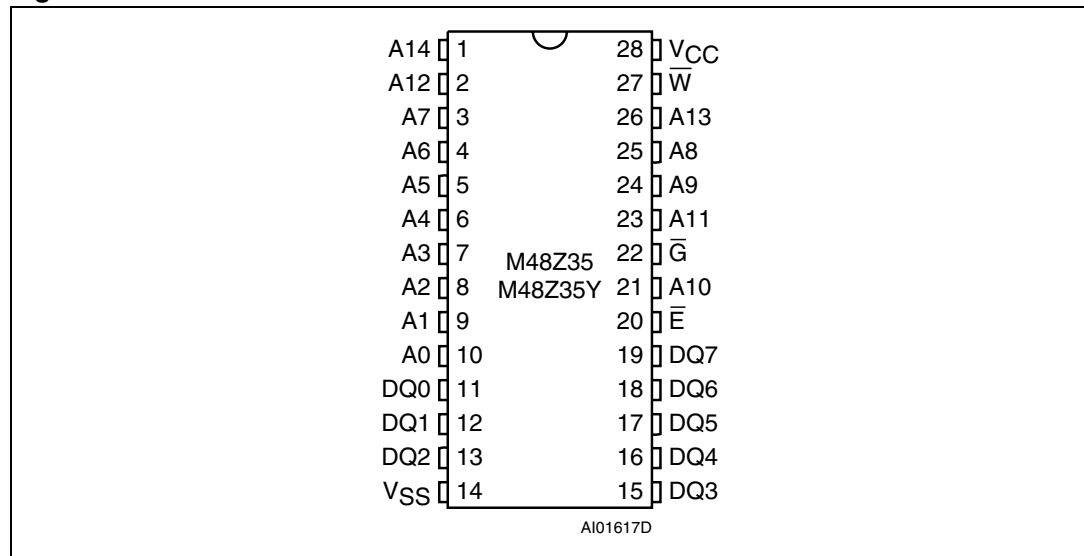 A14 1 28 VCC
A12 2 27 W̅
A7 3 26 A13
A6 4 25 A8
A5 5 24 A9
A4 6 23 A11
A3 7 22 G̅
M48Z35
A2 8 M48Z35Y 21 A10
A1 9 20 E̅
A0 10 19 DQ7
DQ0 11 18 DQ6
DQ1 12 17 DQ5
DQ2 13 16 DQ4
VSS 14 15 DQ3
AI01617D